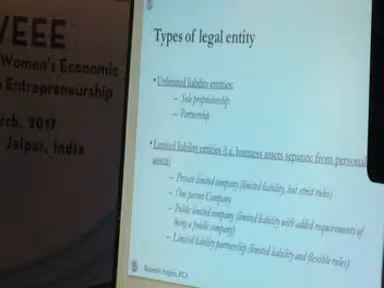 VEEE
Women's Economic
Entrepreneurship
rch, 2017
Jaipur, India
Types of legal entity
• Unlimited liability entities:
– Sole proprietorship
– Partnership
• Limited liability entities (i.e. business assets separate from personal
assets)
– Private limited company (limited liability, but strict rules)
– One person Company
– Public limited company (limited liability with added requirements of
being a public company)
– Limited liability partnership (limited liability and flexible rules)